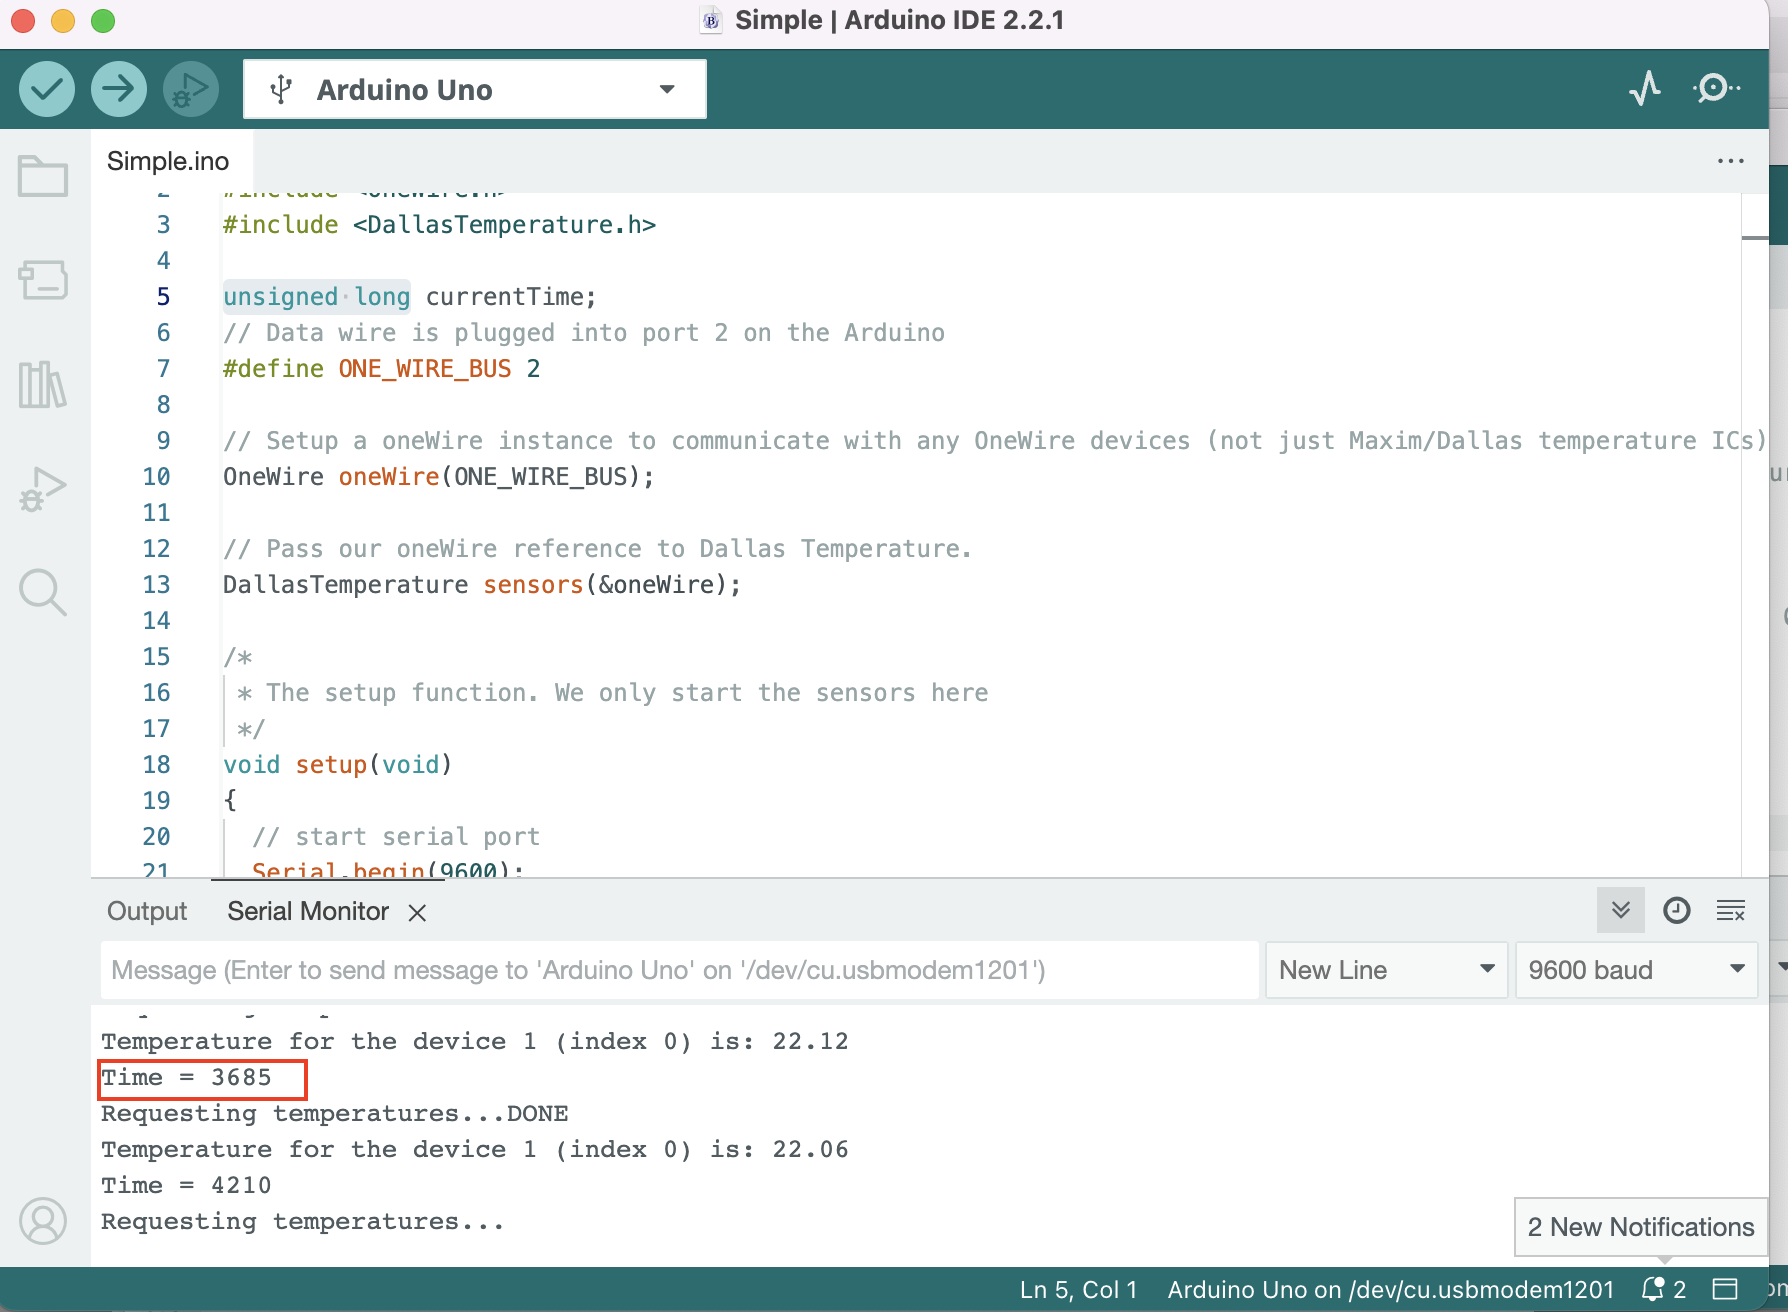 Simple | Arduino IDE 2.2.1
Arduino Uno
Simple.ino
2 #include <OneWire.h>
3 #include <DallasTemperature.h>
4
5 unsigned long currentTime;
6 // Data wire is plugged into port 2 on the Arduino
7 #define ONE_WIRE_BUS 2
8
9 // Setup a oneWire instance to communicate with any OneWire devices (not just Maxim/Dallas temperature ICs)
10 OneWire oneWire(ONE_WIRE_BUS);
11
12 // Pass our oneWire reference to Dallas Temperature.
13 DallasTemperature sensors(&oneWire);
14
15 /*
16 * The setup function. We only start the sensors here
17 */
18 void setup(void)
19 {
20 // start serial port
21 Serial.begin(9600);
Output Serial Monitor
Message (Enter to send message to 'Arduino Uno' on '/dev/cu.usbmodem1201')
New Line
9600 baud
Temperature for the device 1 (index 0) is: 22.12
Time = 3685
Requesting temperatures...DONE
Temperature for the device 1 (index 0) is: 22.06
Time = 4210
Requesting temperatures...
2 New Notifications
Ln 5, Col 1 Arduino Uno on /dev/cu.usbmodem1201 2